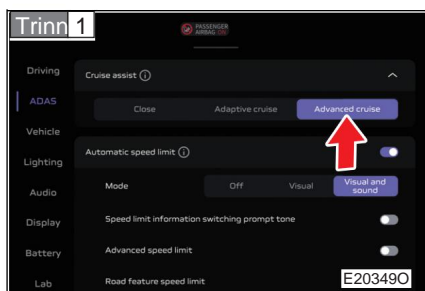 Trinn 1
PASSENGER
AIRBAG ON
Driving
Cruise assist
ADAS
Close
Adaptive cruise
Advanced cruise
Vehicle
Automatic speed limit
Lighting
Mode
Off
Visual
Visual and
sound
Audio
Display
Speed limit information switching prompt tone
Battery
Advanced speed limit
Lab
Road feature speed limit
E20349O